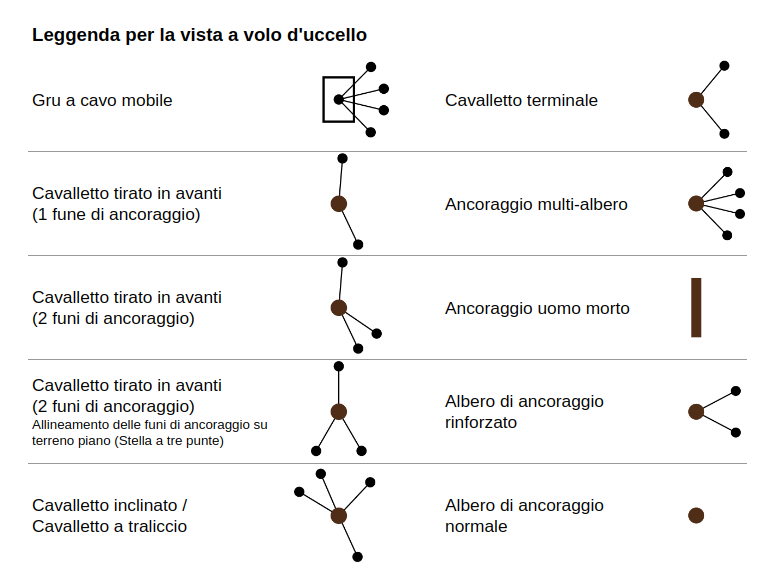 Leggenda per la vista a volo d'uccello
Gru a cavo mobile
Cavalletto terminale
Cavalletto tirato in avanti
(1 fune di ancoraggio)
Ancoraggio multi-albero
Cavalletto tirato in avanti
(2 funi di ancoraggio)
Ancoraggio uomo morto
Cavalletto tirato in avanti
(2 funi di ancoraggio)
Allineamento delle funi di ancoraggio su
terreno piano (Stella a tre punte)
Albero di ancoraggio
rinforzato
Cavalletto inclinato /
Cavalletto a traliccio
Albero di ancoraggio
normale